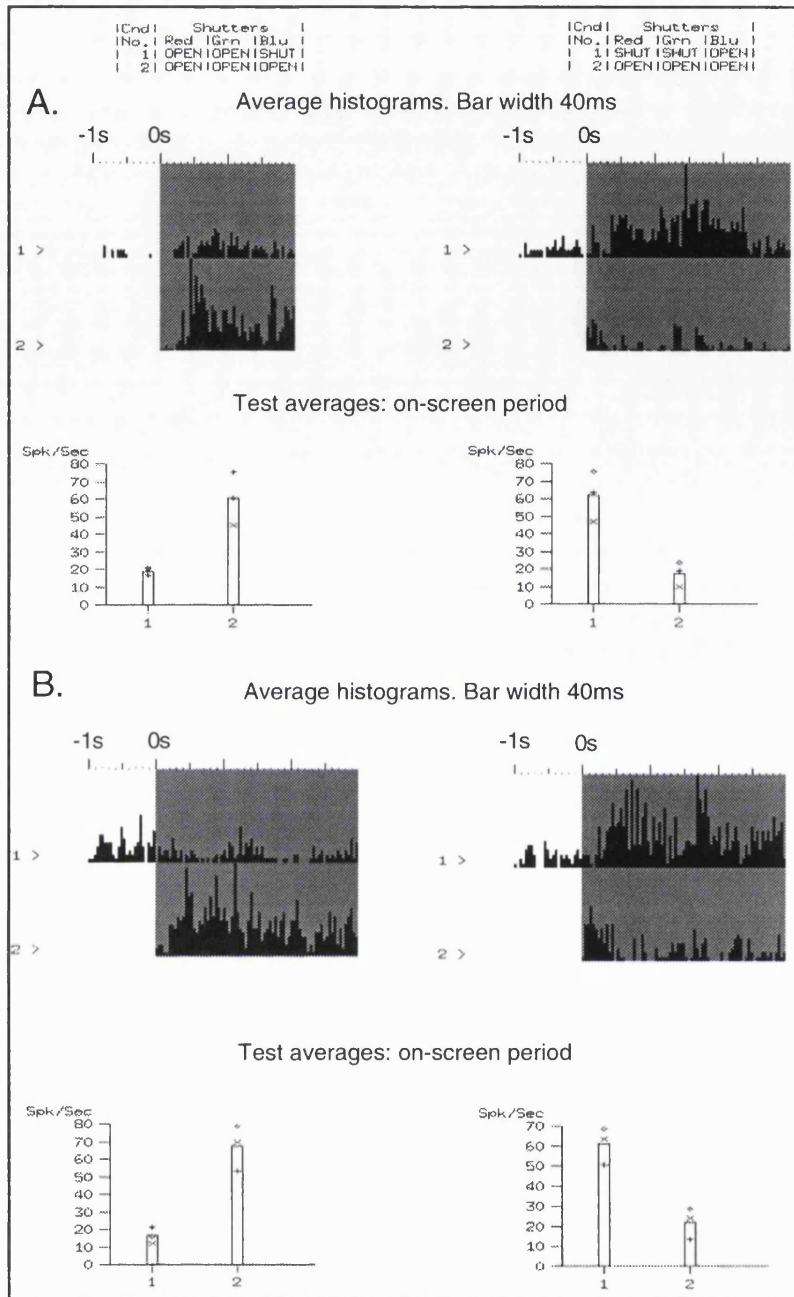 |Cnd| Shutters |
|No.| Red |Grn |Blu |
| 1| OPEN|OPEN|SHUT|
| 2| OPEN|OPEN|OPEN|
|Cnd| Shutters |
|No.| Red |Grn |Blu |
| 1| SHUT|SHUT|OPEN|
| 2| OPEN|OPEN|OPEN|
A.
Average histograms. Bar width 40ms
-1s 0s
-1s 0s
1 >
1 >
2 >
2 >
Test averages: on-screen period
Spk/Sec
80
70
60
50
40
30
20
10
0
1 2
Spk/Sec
80
70
60
50
40
30
20
10
0
1 2
B.
Average histograms. Bar width 40ms
-1s 0s
-1s 0s
1 >
1 >
2 >
2 >
Test averages: on-screen period
Spk/Sec
80
70
60
50
40
30
20
10
0
1 2
Spk/Sec
70
60
50
40
30
20
10
0
1 2